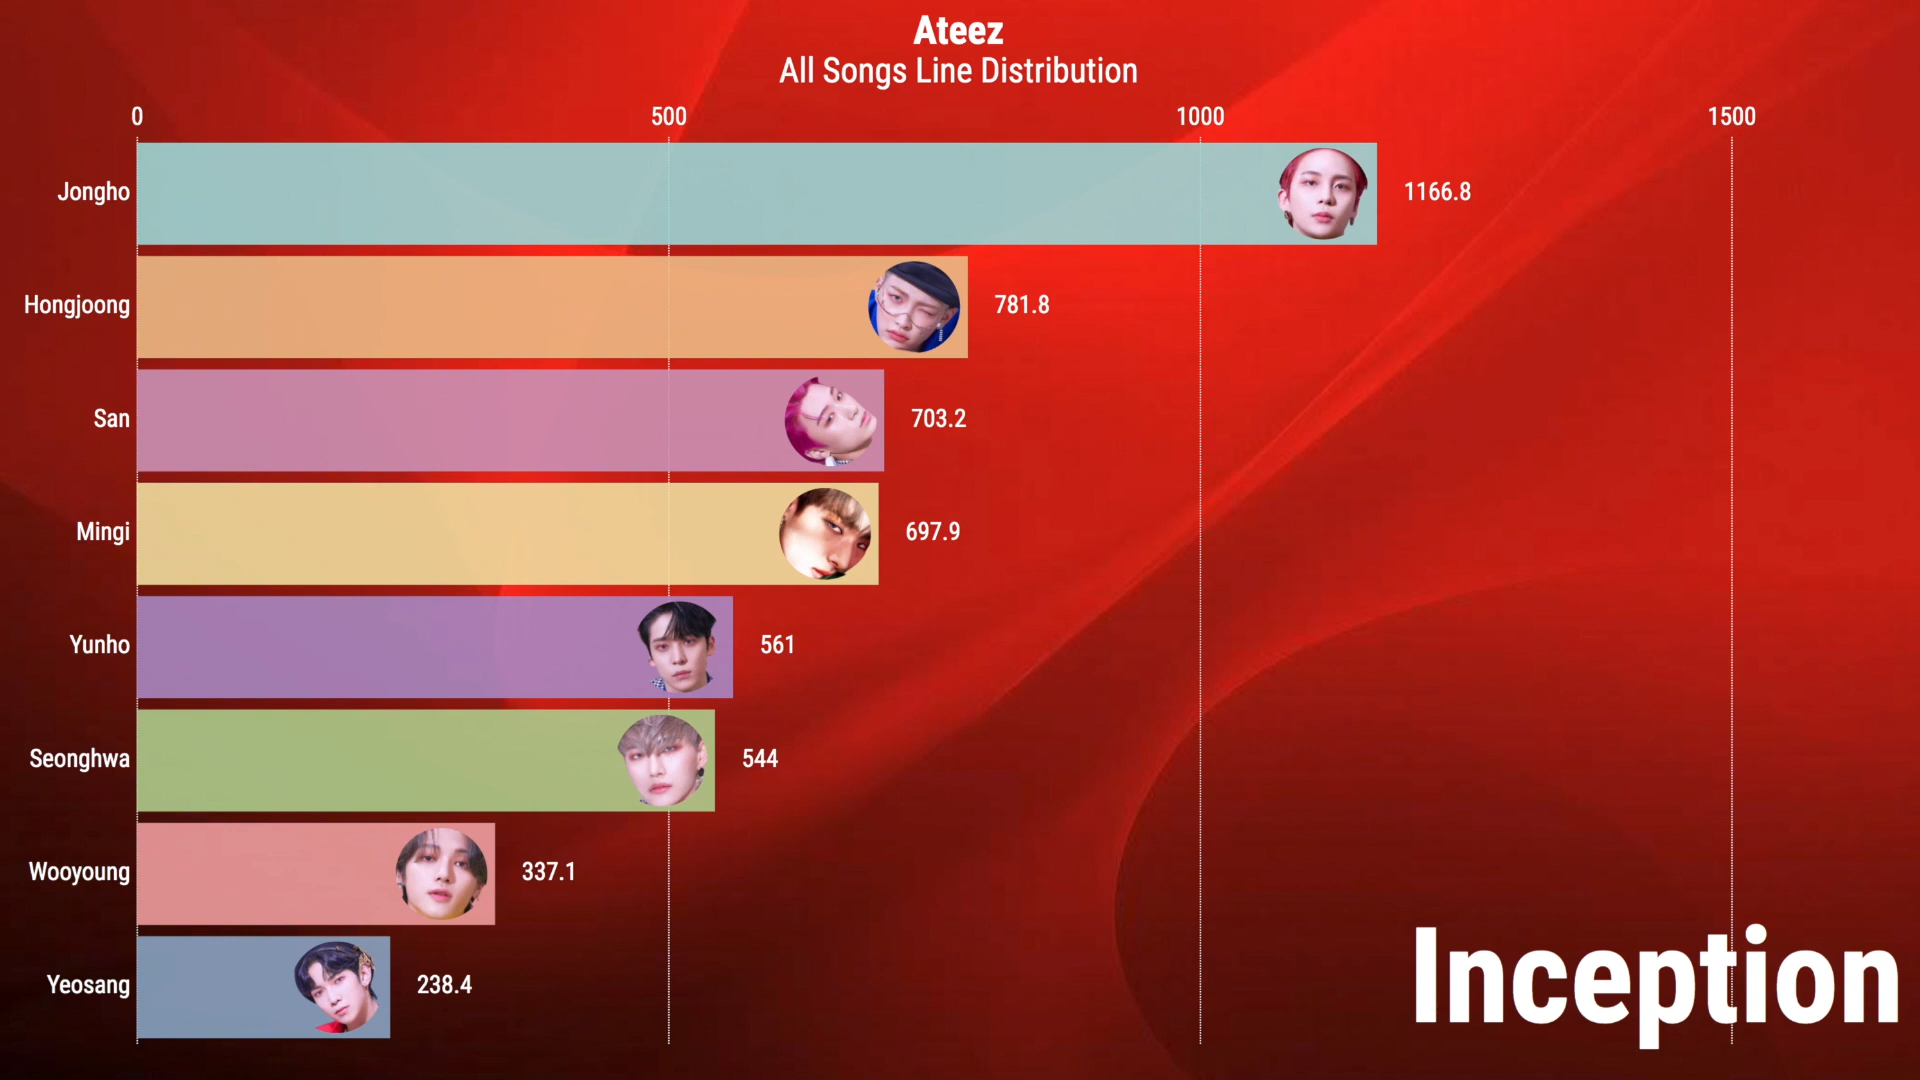 Ateez
All Songs Line Distribution
0 500 1000 1500
Jongho 1166.8
Hongjoong 781.8
San 703.2
Mingi 697.9
Yunho 561
Seonghwa 544
Wooyoung 337.1
Yeosang 238.4
Inception